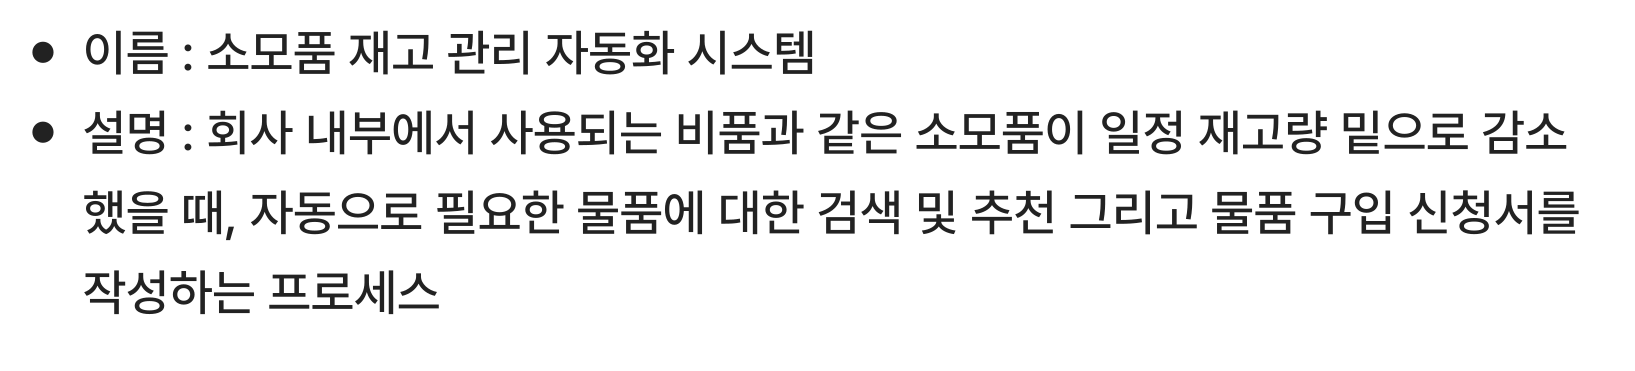 ● 이름 : 소모품 재고 관리 자동화 시스템
● 설명 : 회사 내부에서 사용되는 비품과 같은 소모품이 일정 재고량 밑으로 감소
했을 때, 자동으로 필요한 물품에 대한 검색 및 추천 그리고 물품 구입 신청서를
작성하는 프로세스